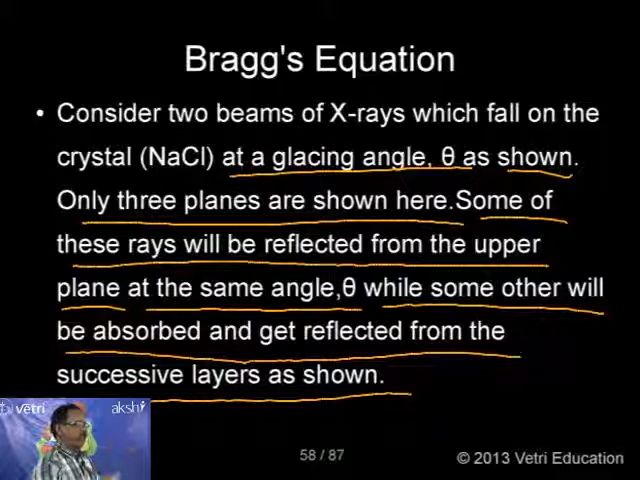 Bragg's Equation
• Consider two beams of X-rays which fall on the
crystal (NaCl) at a glacing angle, θ as shown.
Only three planes are shown here.Some of
these rays will be reflected from the upper
plane at the same angle,θ while some other will
be absorbed and get reflected from the
successive layers as shown.
vetri akshi
58 / 87
© 2013 Vetri Education